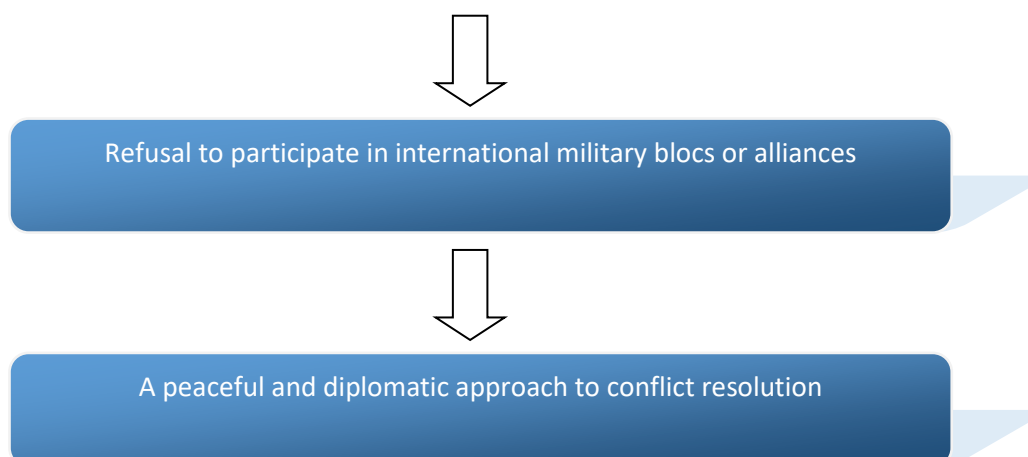 Refusal to participate in international military blocs or alliances
A peaceful and diplomatic approach to conflict resolution